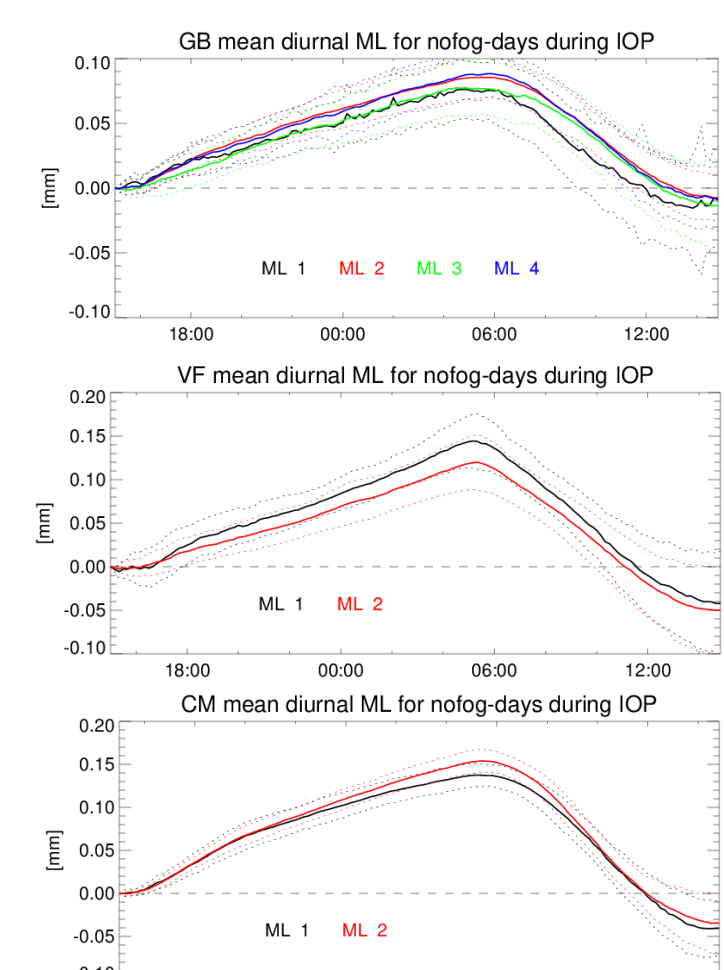 GB mean diurnal ML for nofog-days during IOP
0.10
0.05
0.00
-0.05
-0.10
[mm]
ML 1 ML 2 ML 3 ML 4
18:00 00:00 06:00 12:00
VF mean diurnal ML for nofog-days during IOP
0.20
0.15
0.10
0.05
0.00
-0.05
-0.10
[mm]
ML 1 ML 2
18:00 00:00 06:00 12:00
CM mean diurnal ML for nofog-days during IOP
0.20
0.15
0.10
0.05
0.00
-0.05
[mm]
ML 1 ML 2